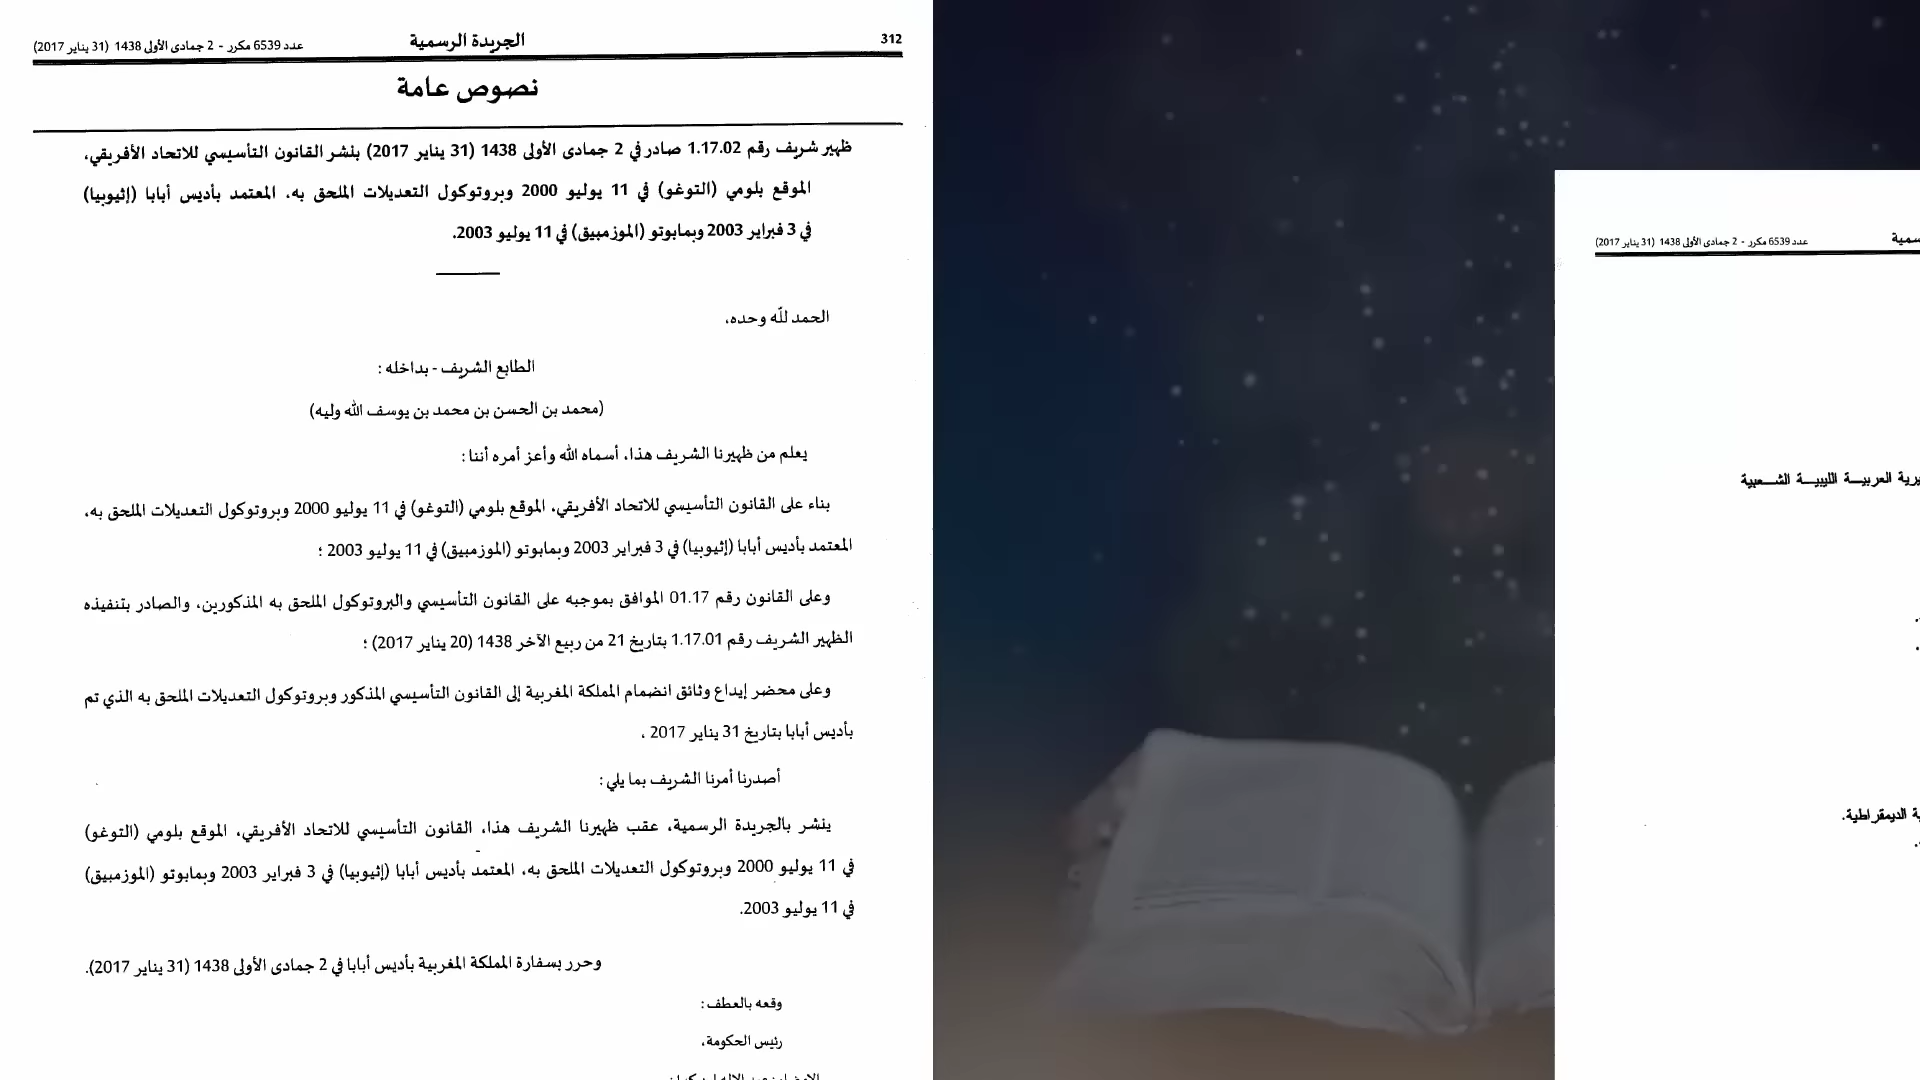 312
الجريدة الرسمية
عدد 6539 مكرر - 2 جمادى الأولى 1438 (31 يناير 2017)
نصوص عامة
ظهير شريف رقم 1.17.02 صادر في 2 جمادى الأولى 1438 (31 يناير 2017) بنشر القانون التأسيسي للاتحاد الأفريقي،
الموقع بلومي (التوغو) في 11 يوليو 2000 وبروتوكول التعديلات الملحق به، المعتمد بأديس أبابا (إثيوبيا)
في 3 فبراير 2003 وبمابوتو (الموزمبيق) في 11 يوليو 2003.
الحمد لله وحده،
الطابع الشريف - بداخله :
(محمد بن الحسن بن محمد بن يوسف الله وليه)
يعلم من ظهيرنا الشريف هذا، أسماه الله وأعز أمره أننا :
بناء على القانون التأسيسي للاتحاد الأفريقي، الموقع بلومي (التوغو) في 11 يوليو 2000 وبروتوكول التعديلات الملحق به،
المعتمد بأديس أبابا (إثيوبيا) في 3 فبراير 2003 وبمابوتو (الموزمبيق) في 11 يوليو 2003 ؛
وعلى القانون رقم 01.17 الموافق بموجبه على القانون التأسيسي والبروتوكول الملحق به المذكورين، والصادر بتنفيذه
الظهير الشريف رقم 1.17.01 بتاريخ 21 من ربيع الآخر 1438 (20 يناير 2017) ؛
وعلى محضر إيداع وثائق انضمام المملكة المغربية إلى القانون التأسيسي المذكور وبروتوكول التعديلات الملحق به الذي تم
بأديس أبابا بتاريخ 31 يناير 2017 ،
أصدرنا أمرنا الشريف بما يلي :
ينشر بالجريدة الرسمية، عقب ظهيرنا الشريف هذا، القانون التأسيسي للاتحاد الأفريقي، الموقع بلومي (التوغو)
في 11 يوليو 2000 وبروتوكول التعديلات الملحق به، المعتمد بأديس أبابا (إثيوبيا) في 3 فبراير 2003 وبمابوتو (الموزمبيق)
في 11 يوليو 2003.
وحرر بسفارة المملكة المغربية بأديس أبابا في 2 جمادى الأولى 1438 (31 يناير 2017).
وقعه بالعطف :
رئيس الحكومة،
عدد 6539 مكرر - 2 جمادى الأولى 1438 (31 يناير 2017)
العربيـــة الليبيـــة الشـــعبية
الديمقراطية.